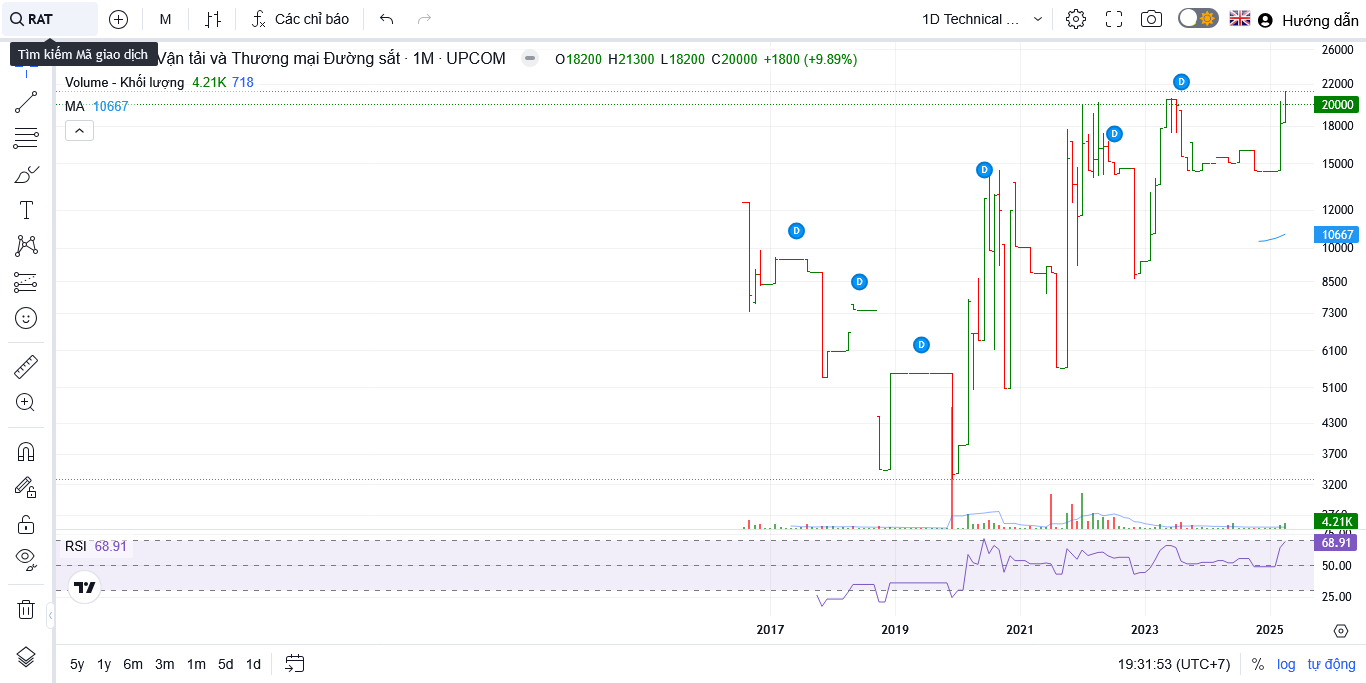 RAT
M
Các chỉ báo
1D Technical ...
Hướng dẫn
Tìm kiếm Mã giao dịch
Vận tải và Thương mại Đường sắt · 1M · UPCOM
O18200 H21300 L18200 C20000 +1800 (+9.89%)
Volume - Khối lượng 4.21K 718
MA 10667
D
D
D
D
D
D
26000
22000
20000
18000
15000
12000
10667
10000
8500
7300
6100
5100
4300
3700
3200
4.21K
RSI 68.91
68.91
50.00
25.00
2017 2019 2021 2023 2025
5y 1y 6m 3m 1m 5d 1d
19:31:53 (UTC+7) % log tự động